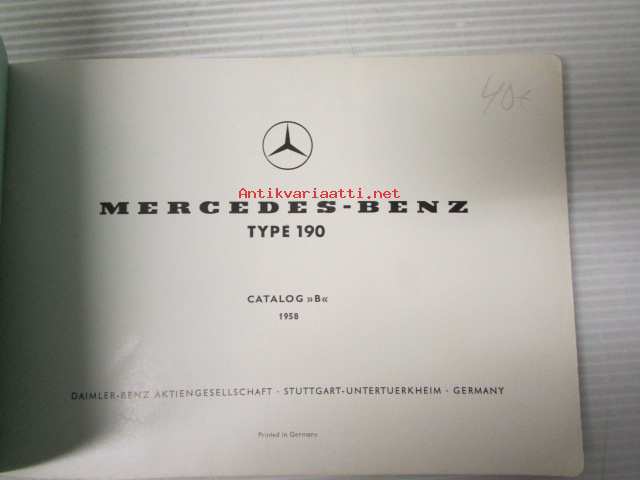 40€
Antikvariaatti.net
MERCEDES-BENZ
TYPE 190
CATALOG »B«
1958
DAIMLER-BENZ AKTIENGESELLSCHAFT · STUTTGART-UNTERTUERKHEIM · GERMANY
Printed in Germany